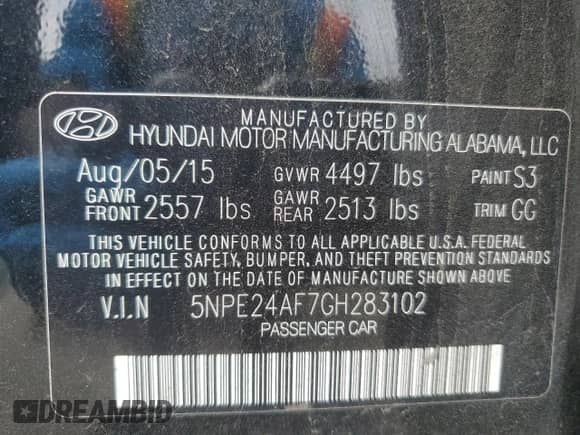 MANUFACTURED BY
HYUNDAI MOTOR MANUFACTURING ALABAMA, LLC
Aug/05/15 GVWR 4497 lbs PAINT S3
GAWR FRONT 2557 lbs GAWR REAR 2513 lbs TRIM GG
THIS VEHICLE CONFORMS TO ALL APPLICABLE U.S.A. FEDERAL
MOTOR VEHICLE SAFETY, BUMPER, AND THEFT PREVENTION STANDARDS
IN EFFECT ON THE DATE OF MANUFACTURE SHOWN ABOVE
V.I.N 5NPE24AF7GH283102
PASSENGER CAR
DREAMBID